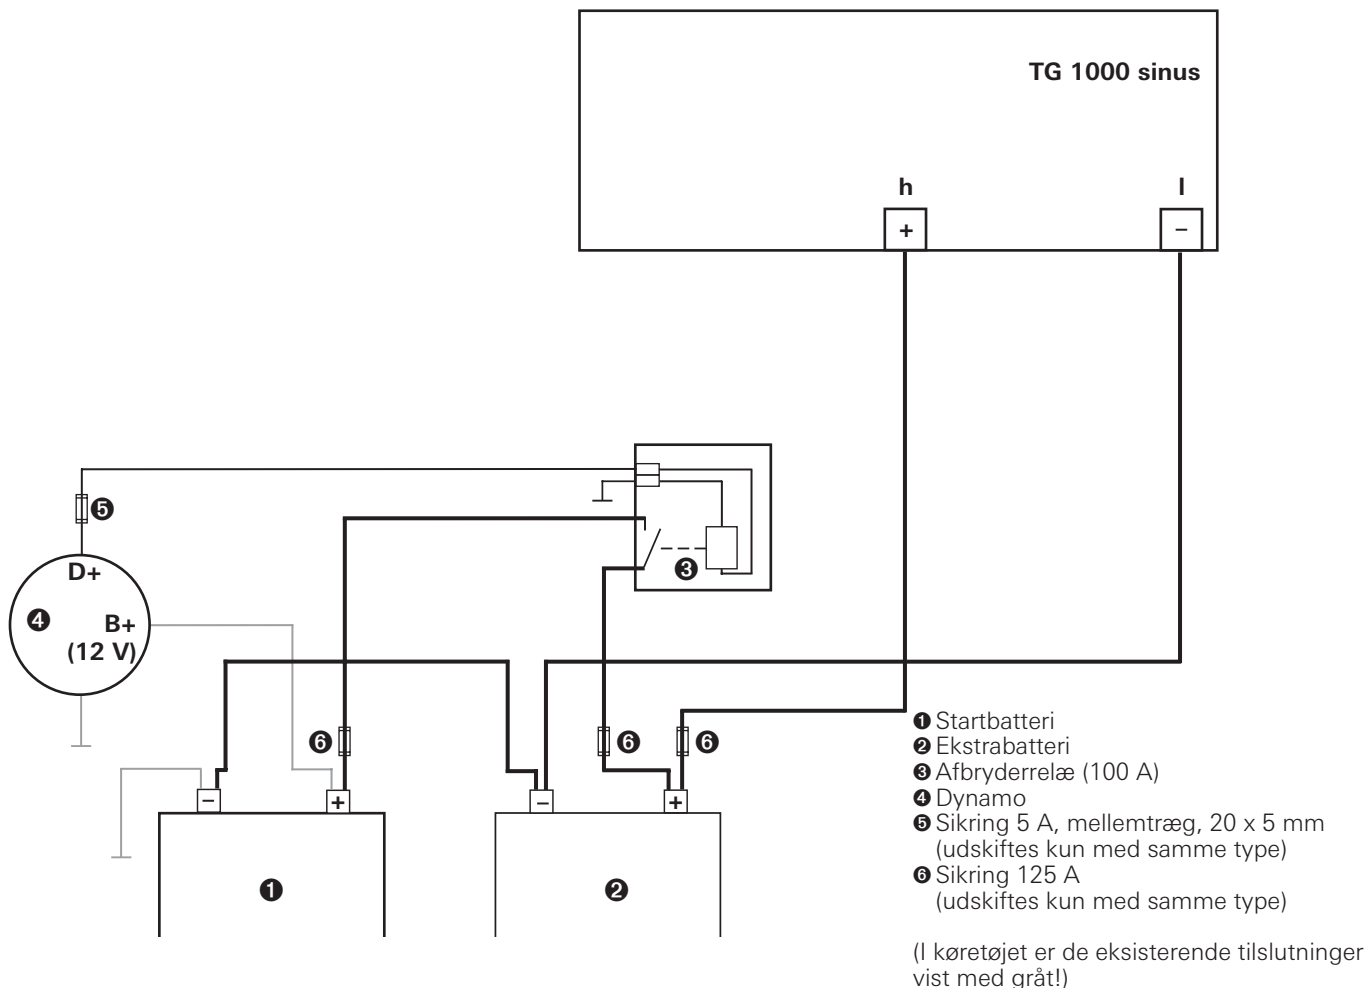 TG 1000 sinus
h
l
+
–
❺
D+
❹
B+
(12 V)
❸
❻
❻
❻
–
+
–
+
❶
❷
❶ Startbatteri
❷ Ekstrabatteri
❸ Afbryderrelæ (100 A)
❹ Dynamo
❺ Sikring 5 A, mellemtræg, 20 x 5 mm
(udskiftes kun med samme type)
❻ Sikring 125 A
(udskiftes kun med samme type)
(I køretøjet er de eksisterende tilslutninger
vist med gråt!)